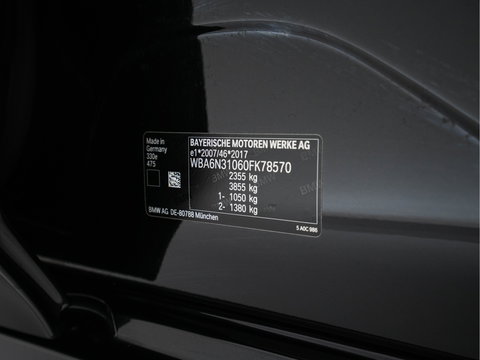 Made in
Germany
330e
475
BAYERISCHE MOTOREN WERKE AG
e1*2007/46*2017
WBA6N31060FK78570
2355 kg
3855 kg
1- 1050 kg
2- 1380 kg
BMW AG DE-80788 München
5 A0C 986